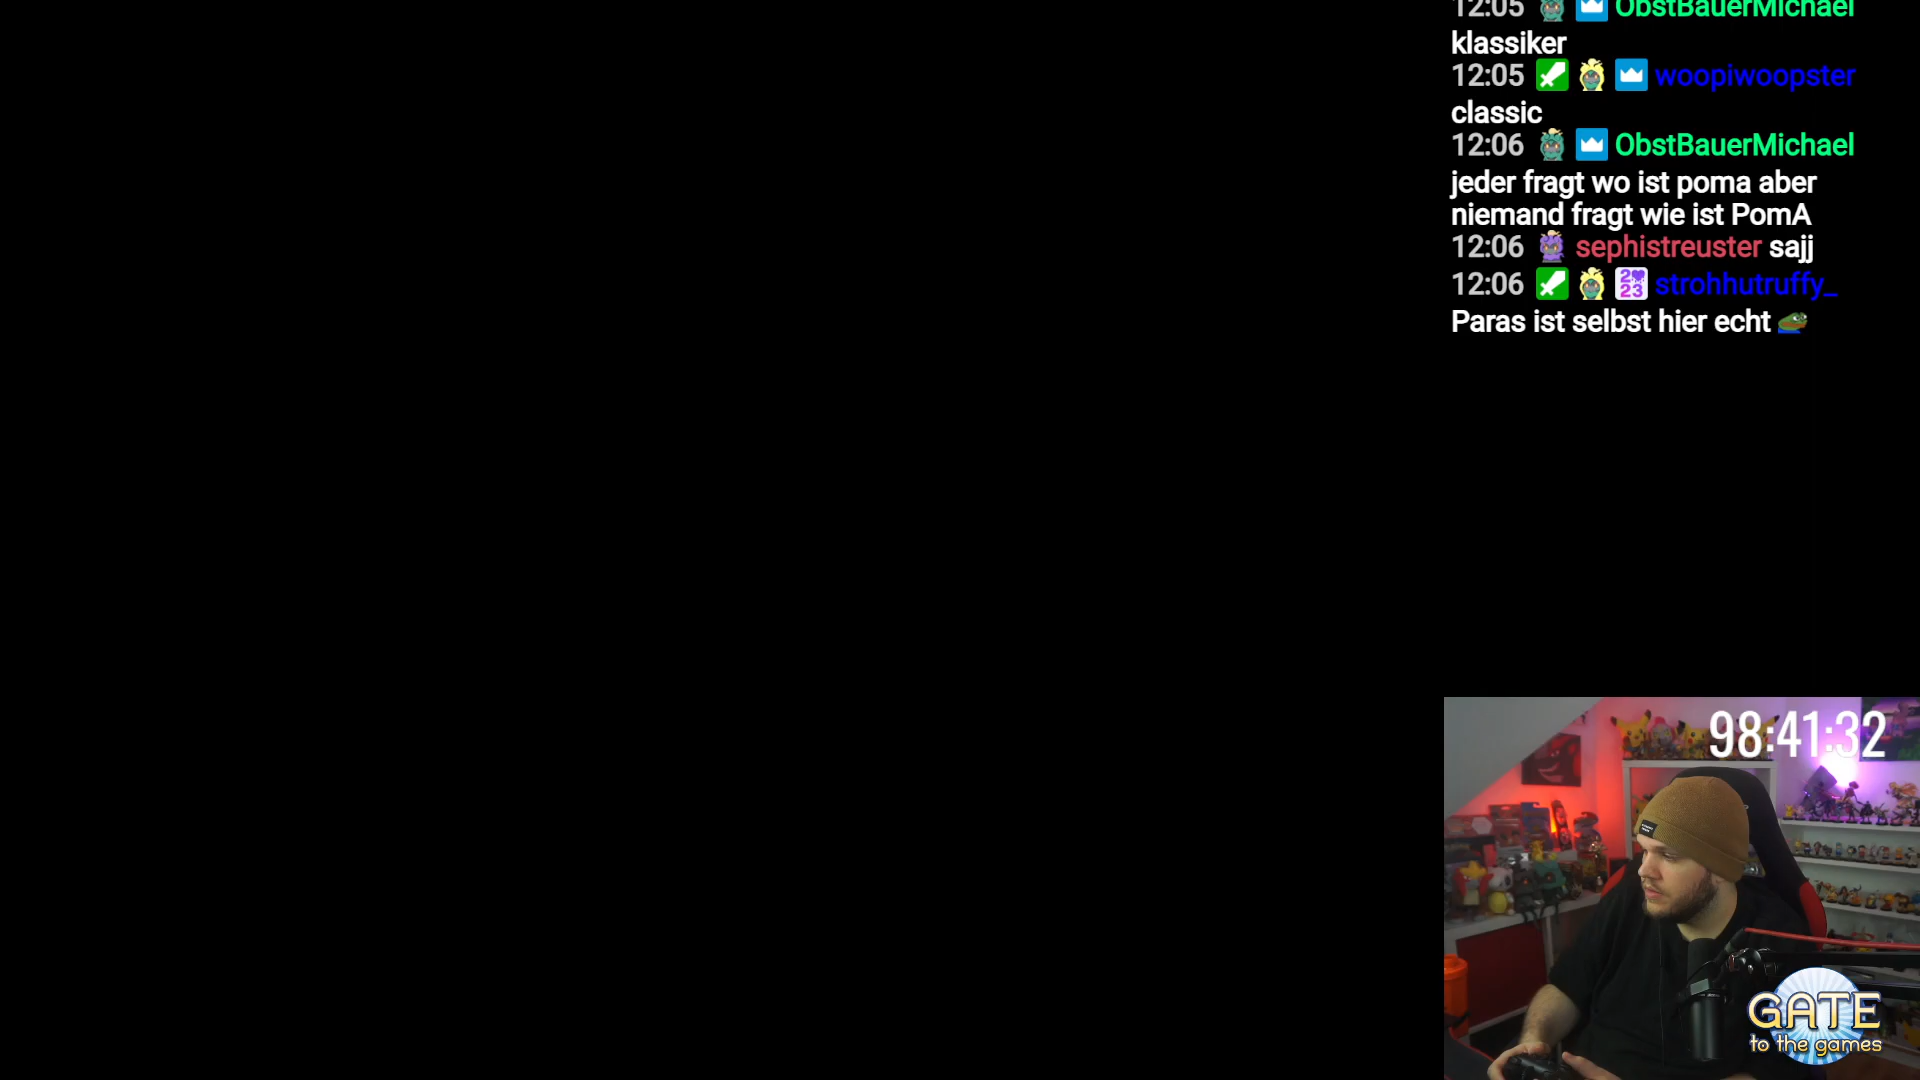 12:05 ObstBauerMichael
klassiker
12:05 woopiwoopster
classic
12:06 ObstBauerMichael
jeder fragt wo ist poma aber
niemand fragt wie ist PomA
12:06 sephistreuster sajj
12:06 2 23 strohhutruffy_
Paras ist selbst hier echt
98:41:32
GATE
to the games